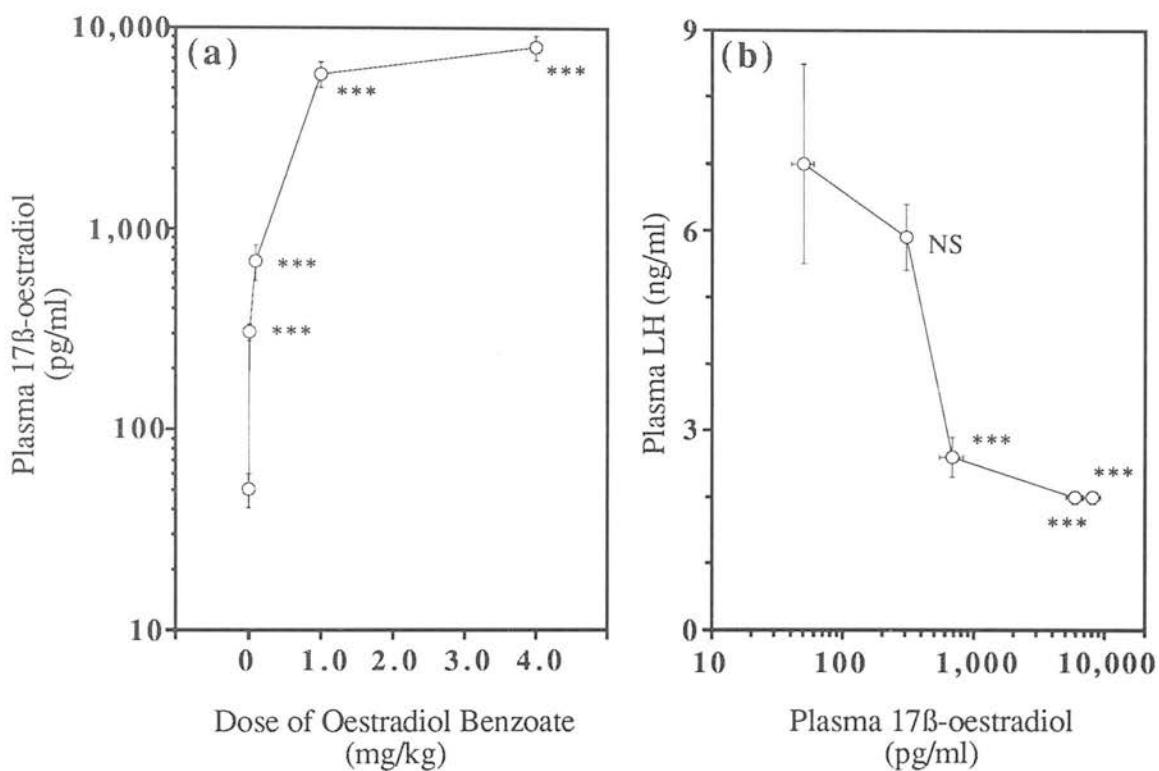 (a)
10,000
1,000
100
10
Plasma 17ß-oestradiol
(pg/ml)
***
***
***
***
0 1.0 2.0 3.0 4.0
Dose of Oestradiol Benzoate
(mg/kg)
(b)
9
6
3
0
Plasma LH (ng/ml)
NS
***
***
***
10 100 1,000 10,000
Plasma 17ß-oestradiol
(pg/ml)